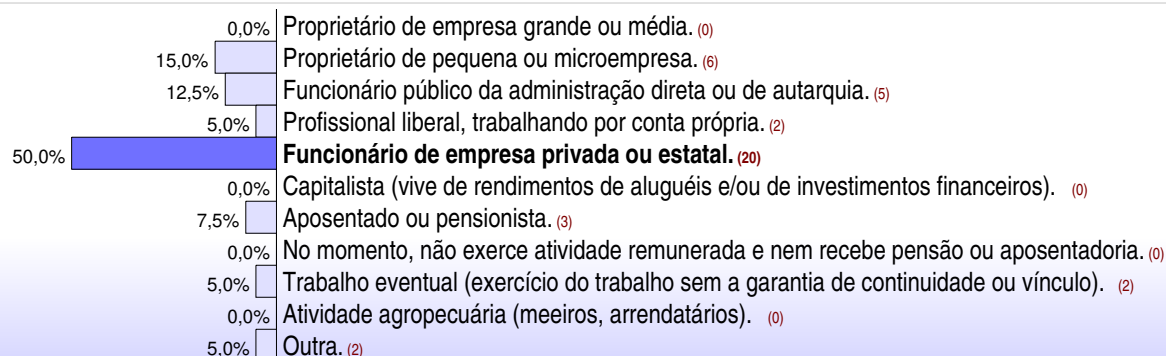 0,0% Proprietário de empresa grande ou média. (0)
15,0% Proprietário de pequena ou microempresa. (6)
12,5% Funcionário público da administração direta ou de autarquia. (5)
5,0% Profissional liberal, trabalhando por conta própria. (2)
50,0% Funcionário de empresa privada ou estatal. (20)
0,0% Capitalista (vive de rendimentos de aluguéis e/ou de investimentos financeiros). (0)
7,5% Aposentado ou pensionista. (3)
0,0% No momento, não exerce atividade remunerada e nem recebe pensão ou aposentadoria. (0)
5,0% Trabalho eventual (exercício do trabalho sem a garantia de continuidade ou vínculo). (2)
0,0% Atividade agropecuária (meeiros, arrendatários). (0)
5,0% Outra. (2)